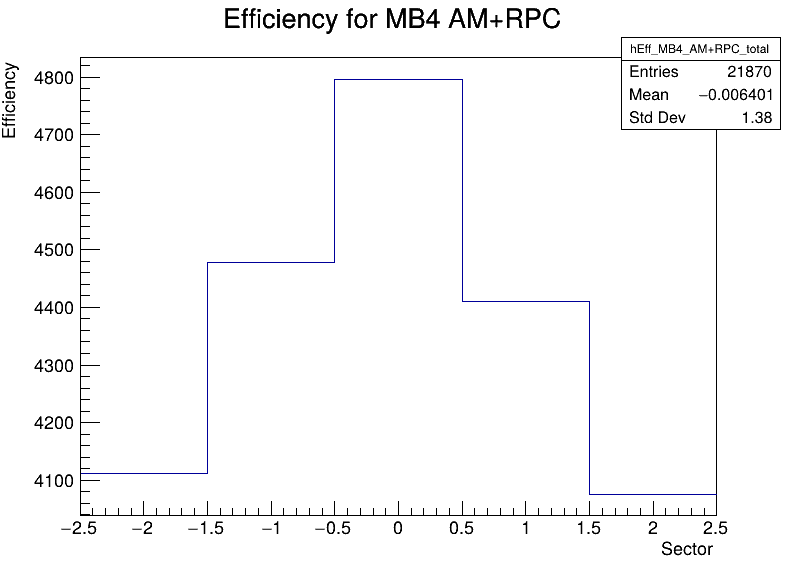 Efficiency for MB4 AM+RPC
hEff_MB4_AM+RPC_total
Entries 21870
Mean −0.006401
Std Dev 1.38
Efficiency
4800
4700
4600
4500
4400
4300
4200
4100
−2.5 −2 −1.5 −1 −0.5 0 0.5 1 1.5 2 2.5
Sector